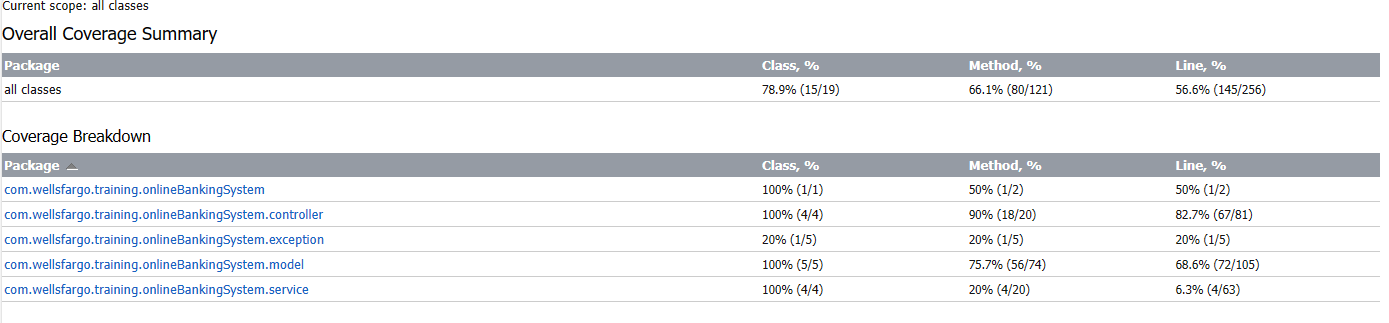 Current scope: all classes
Overall Coverage Summary
Package Class, % Method, % Line, %
all classes 78.9% (15/19) 66.1% (80/121) 56.6% (145/256)
Coverage Breakdown
Package Class, % Method, % Line, %
com.wellsfargo.training.onlineBankingSystem 100% (1/1) 50% (1/2) 50% (1/2)
com.wellsfargo.training.onlineBankingSystem.controller 100% (4/4) 90% (18/20) 82.7% (67/81)
com.wellsfargo.training.onlineBankingSystem.exception 20% (1/5) 20% (1/5) 20% (1/5)
com.wellsfargo.training.onlineBankingSystem.model 100% (5/5) 75.7% (56/74) 68.6% (72/105)
com.wellsfargo.training.onlineBankingSystem.service 100% (4/4) 20% (4/20) 6.3% (4/63)